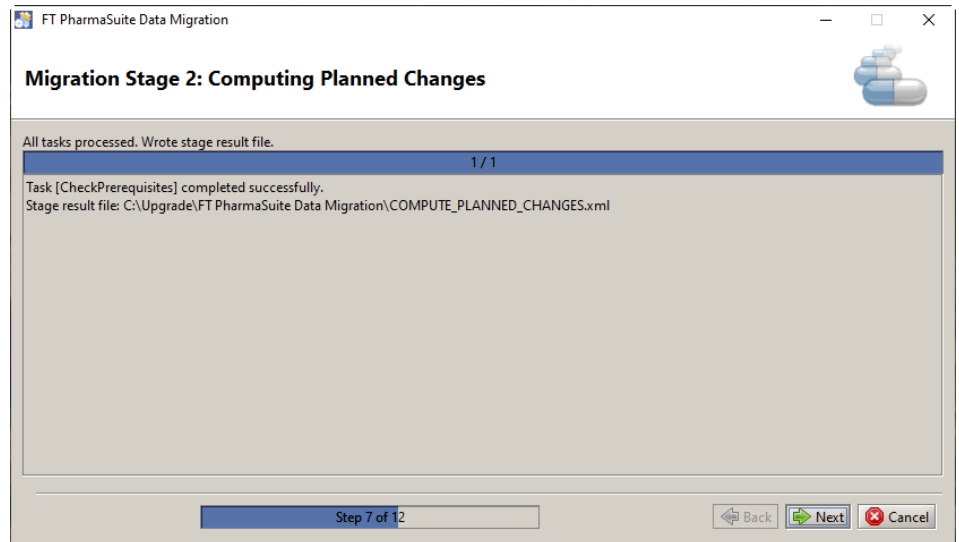 FT PharmaSuite Data Migration
Migration Stage 2: Computing Planned Changes
All tasks processed. Wrote stage result file.
1 / 1
Task [CheckPrerequisites] completed successfully.
Stage result file: C:\Upgrade\FT PharmaSuite Data Migration\COMPUTE_PLANNED_CHANGES.xml
Step 7 of 12
Back
Next
Cancel